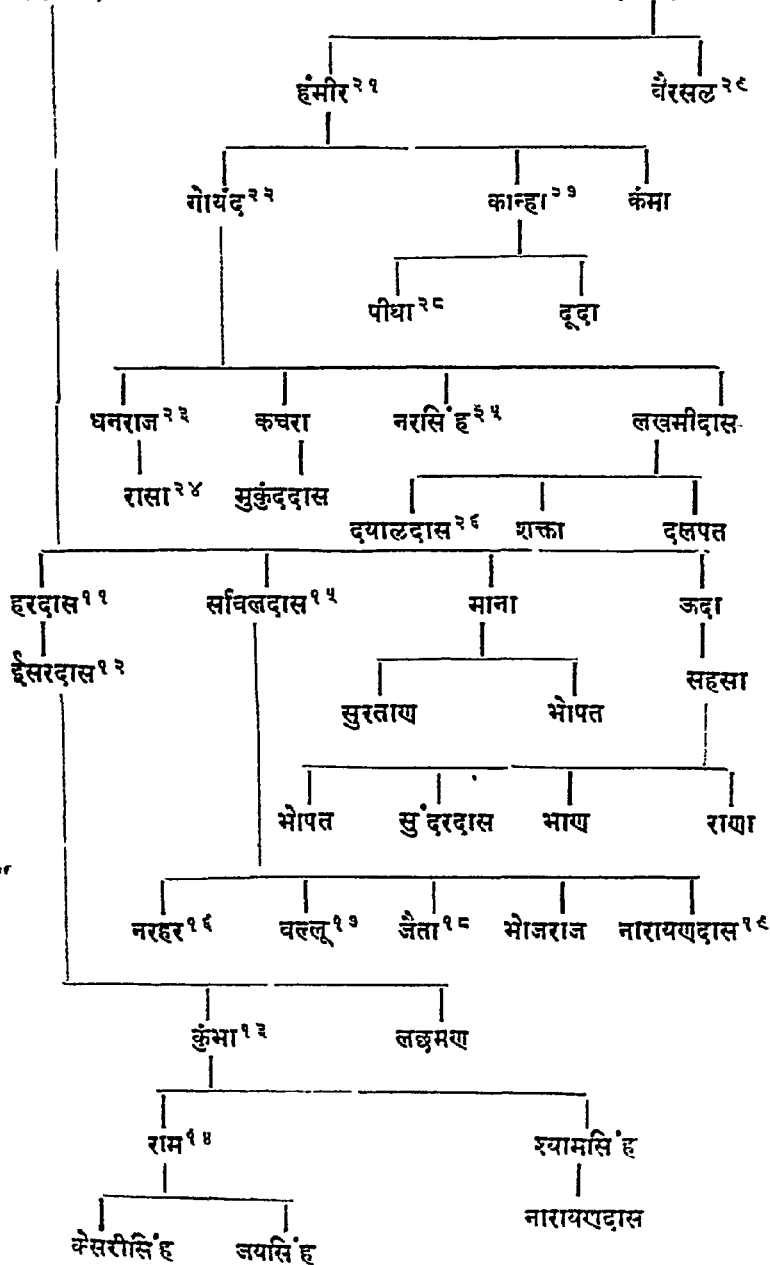 हंमीर२१ वैरसल२९
गोयंद२२ कान्हा२७ कंमा
पीथा२८ दूदा
धनराज२३ कचरा नरसिंह२५ लखमीदास
रासा२४ मुकुंददास
दयालदास२६ शक्ता दलपत
हरदास११ सांवलदास१५ माना ऊदा
ईसरदास१२ सहसा
सुरताण भोपत
भोपत सुंदरदास भाण राणा
नरहर१६ वल्लू१७ जैता१८ भोजराज नारायणदास१९
कुंभा१३ लछमण
राम१४ श्यामसिंह
नारायणदास
केसरीसिंह जयसिंह